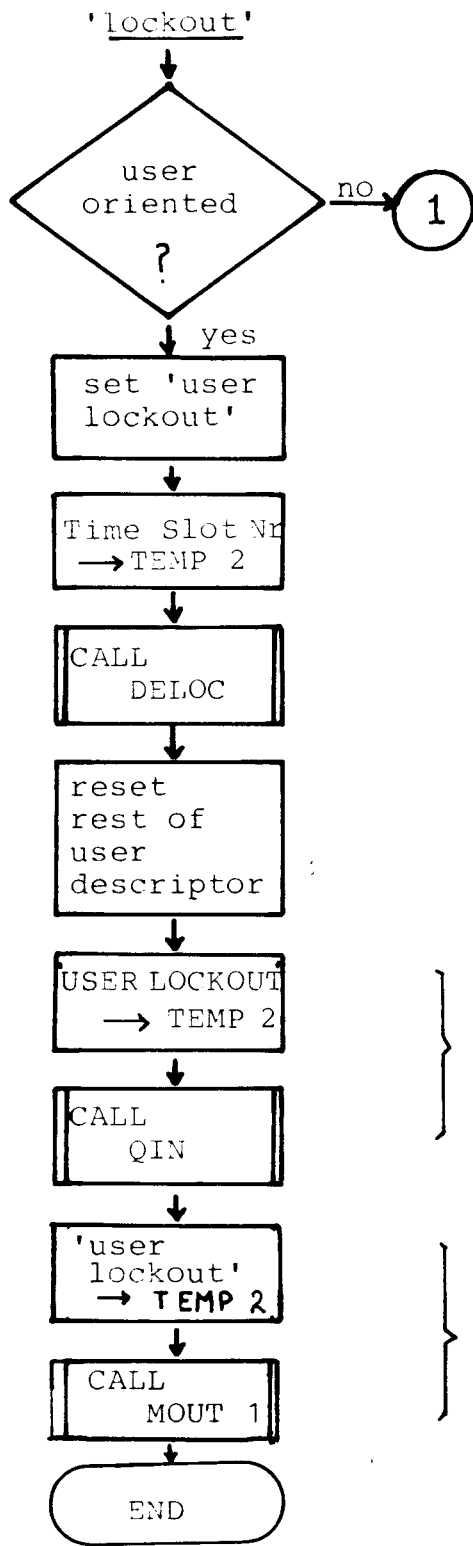 'lockout'
user
oriented
?
no
1
yes
set 'user
lockout'
Time Slot Nr
→ TEMP 2
CALL
DELOC
reset
rest of
user
descriptor
USER LOCKOUT
→ TEMP 2
CALL
QIN
'user
lockout'
→ TEMP 2
CALL
MOUT 1
END